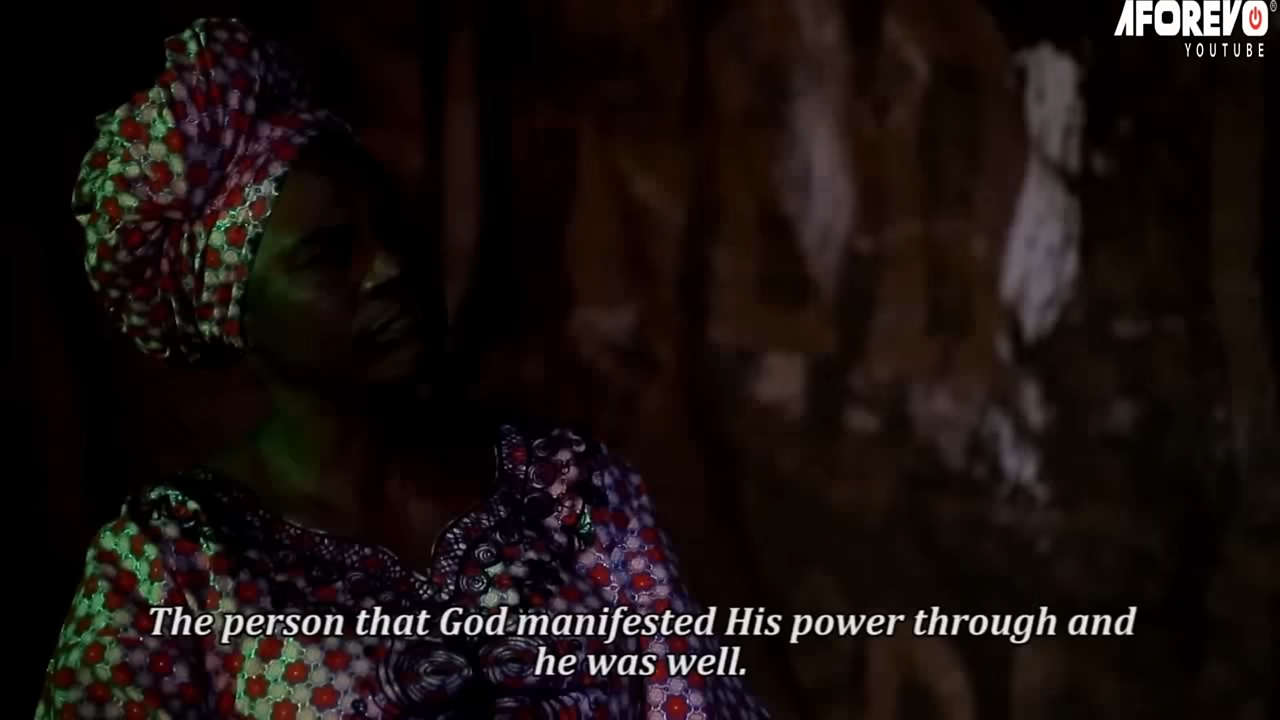 AFOREVO
YOUTUBE
The person that God manifested His power through and
he was well.